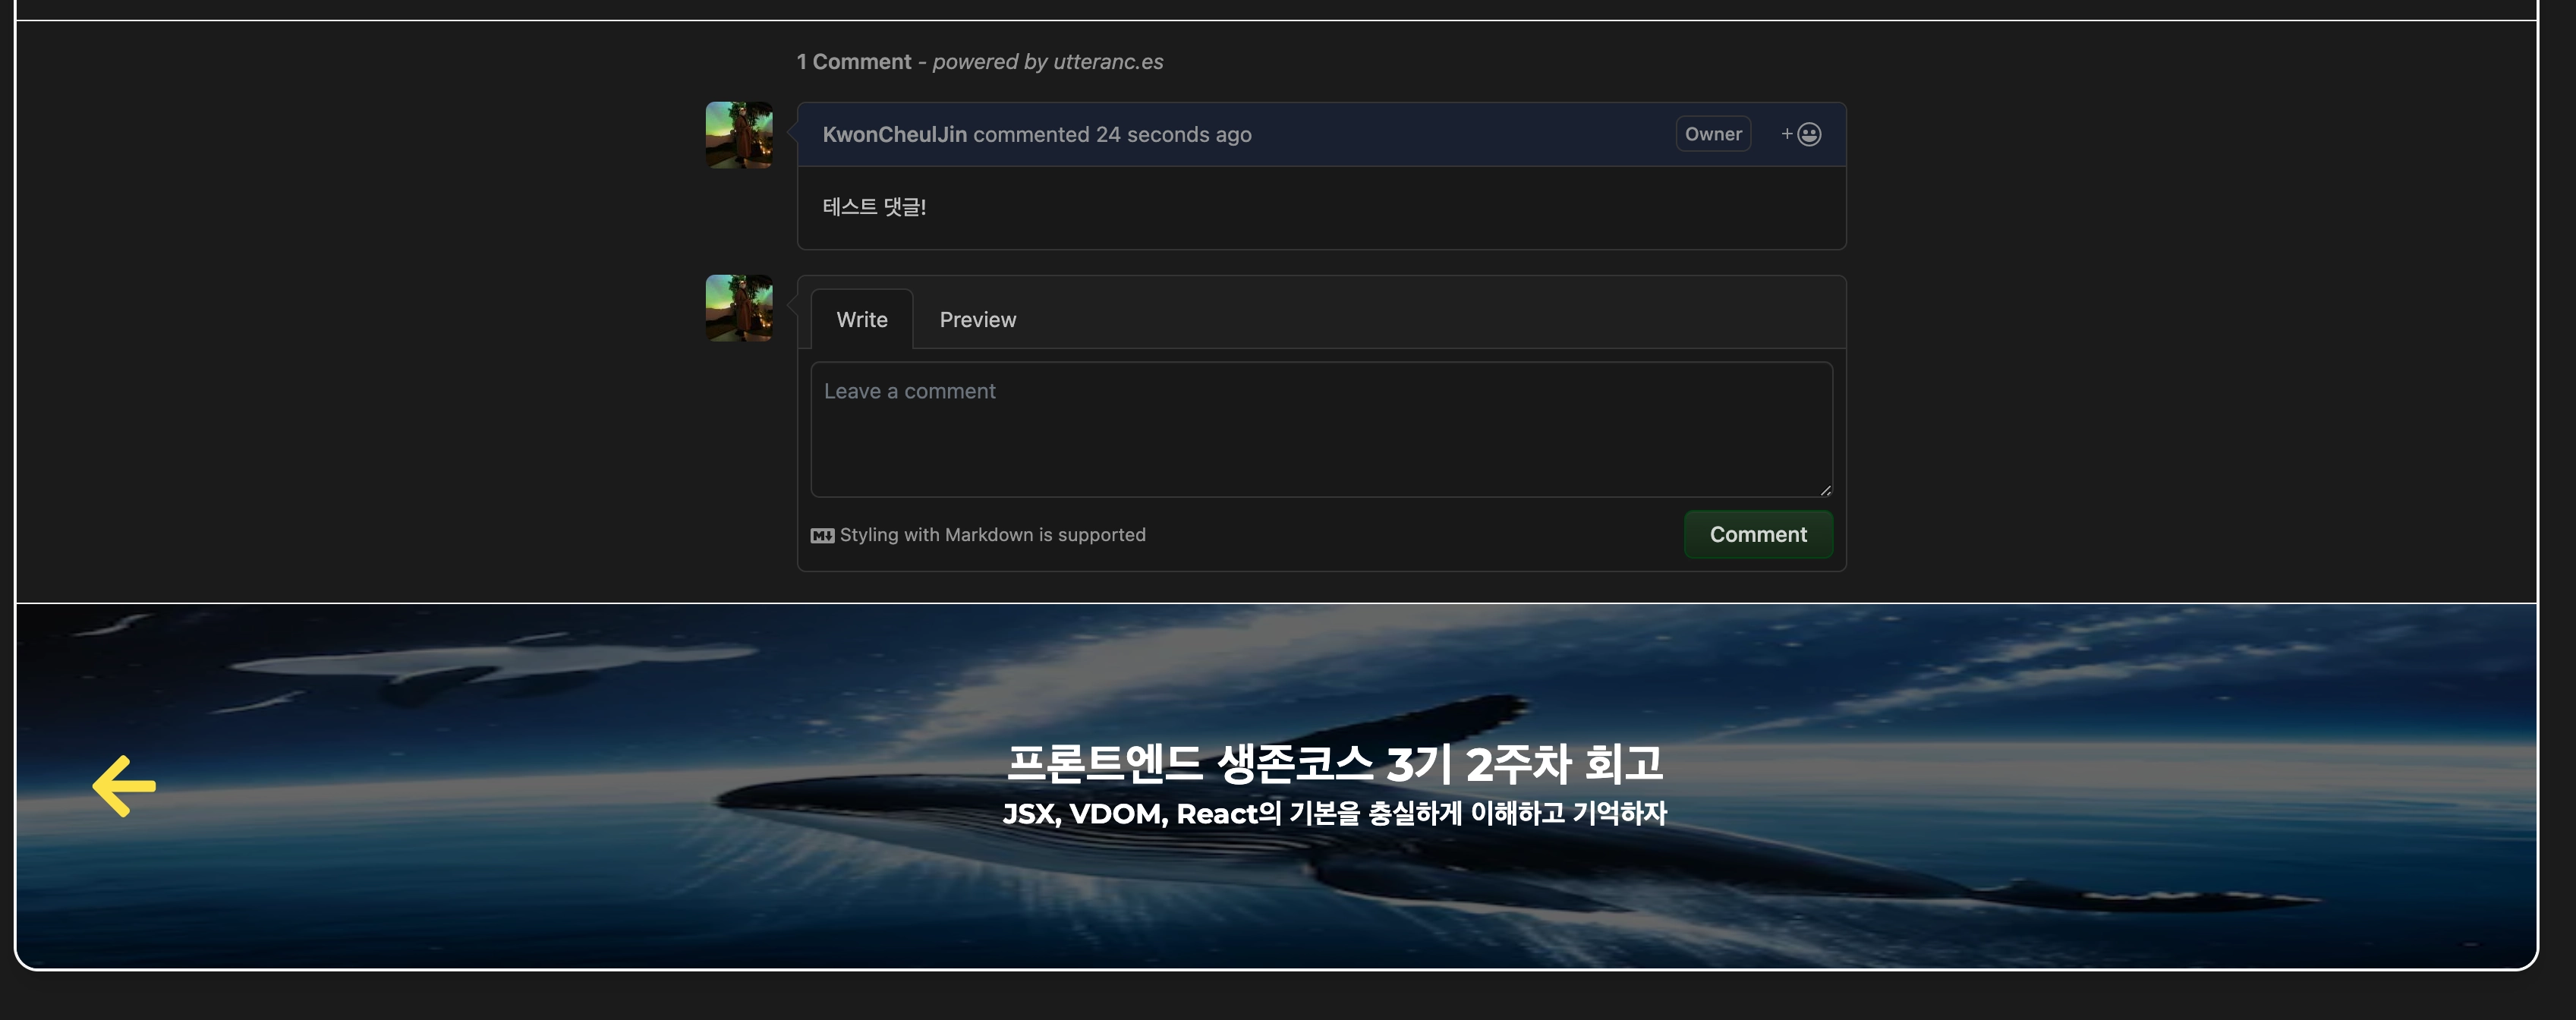 1 Comment - powered by utteranc.es
KwonCheulJin commented 24 seconds ago Owner
테스트 댓글!
Write Preview
Leave a comment
Styling with Markdown is supported
Comment
프론트엔드 생존코스 3기 2주차 회고
JSX, VDOM, React의 기본을 충실하게 이해하고 기억하자